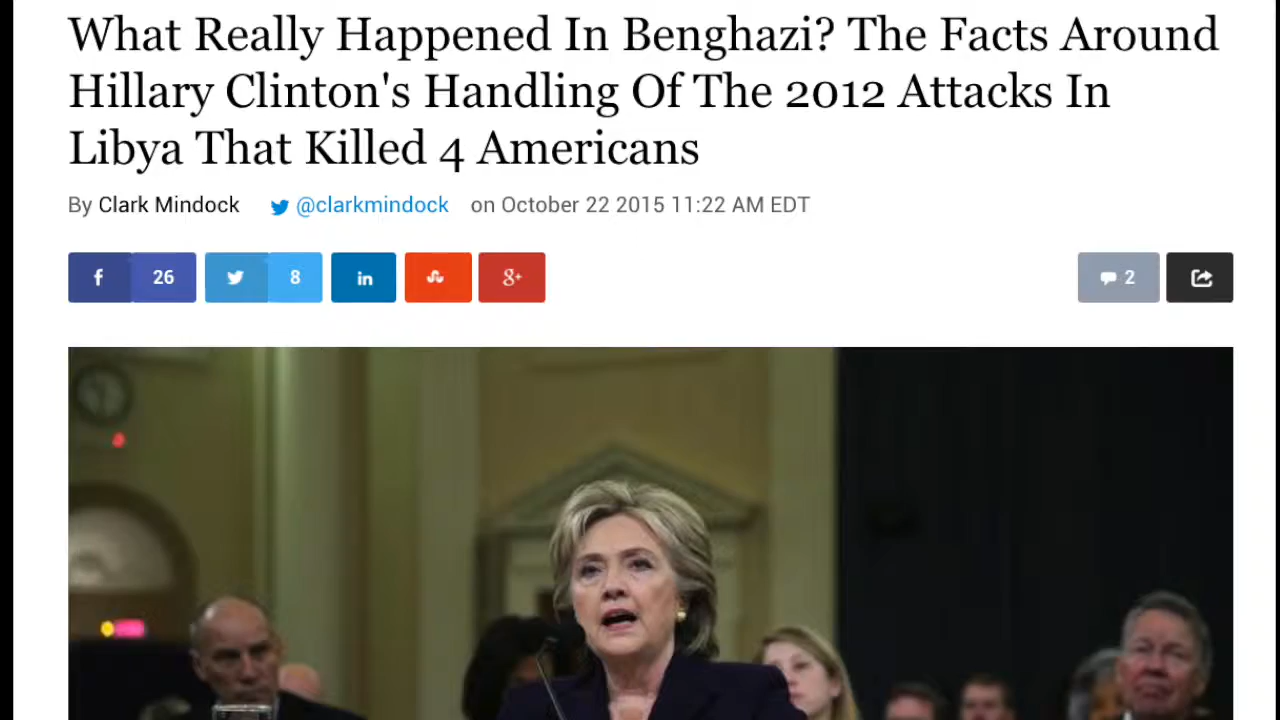 What Really Happened In Benghazi? The Facts Around
Hillary Clinton's Handling Of The 2012 Attacks In
Libya That Killed 4 Americans
By Clark Mindock @clarkmindock on October 22 2015 11:22 AM EDT
f 26 8 in g+ 2